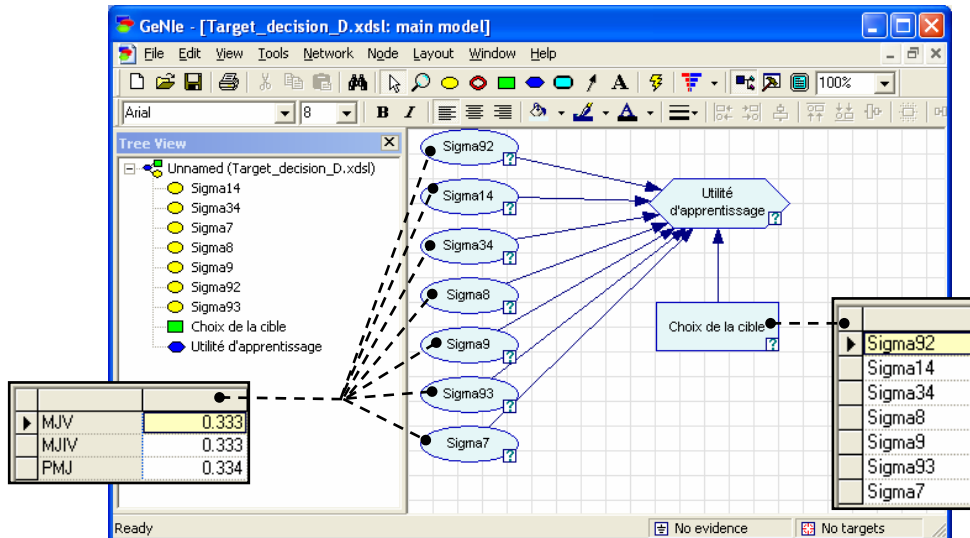 GeNIe - [Target_decision_D.xdsl: main model]
File Edit View Tools Network Node Layout Window Help
A 100%
Arial 8 B I A
Tree View
Unnamed (Target_decision_D.xdsl)
Sigma14
Sigma34
Sigma7
Sigma8
Sigma9
Sigma92
Sigma93
Choix de la cible
Utilité d'apprentissage
Sigma92
Sigma14
Sigma34
Sigma8
Sigma9
Sigma93
Sigma7
Utilité
d'apprentissage
Choix de la cible
MJV 0.333
MJIV 0.333
PMJ 0.334
Sigma92
Sigma14
Sigma34
Sigma8
Sigma9
Sigma93
Sigma7
Ready No evidence No targets